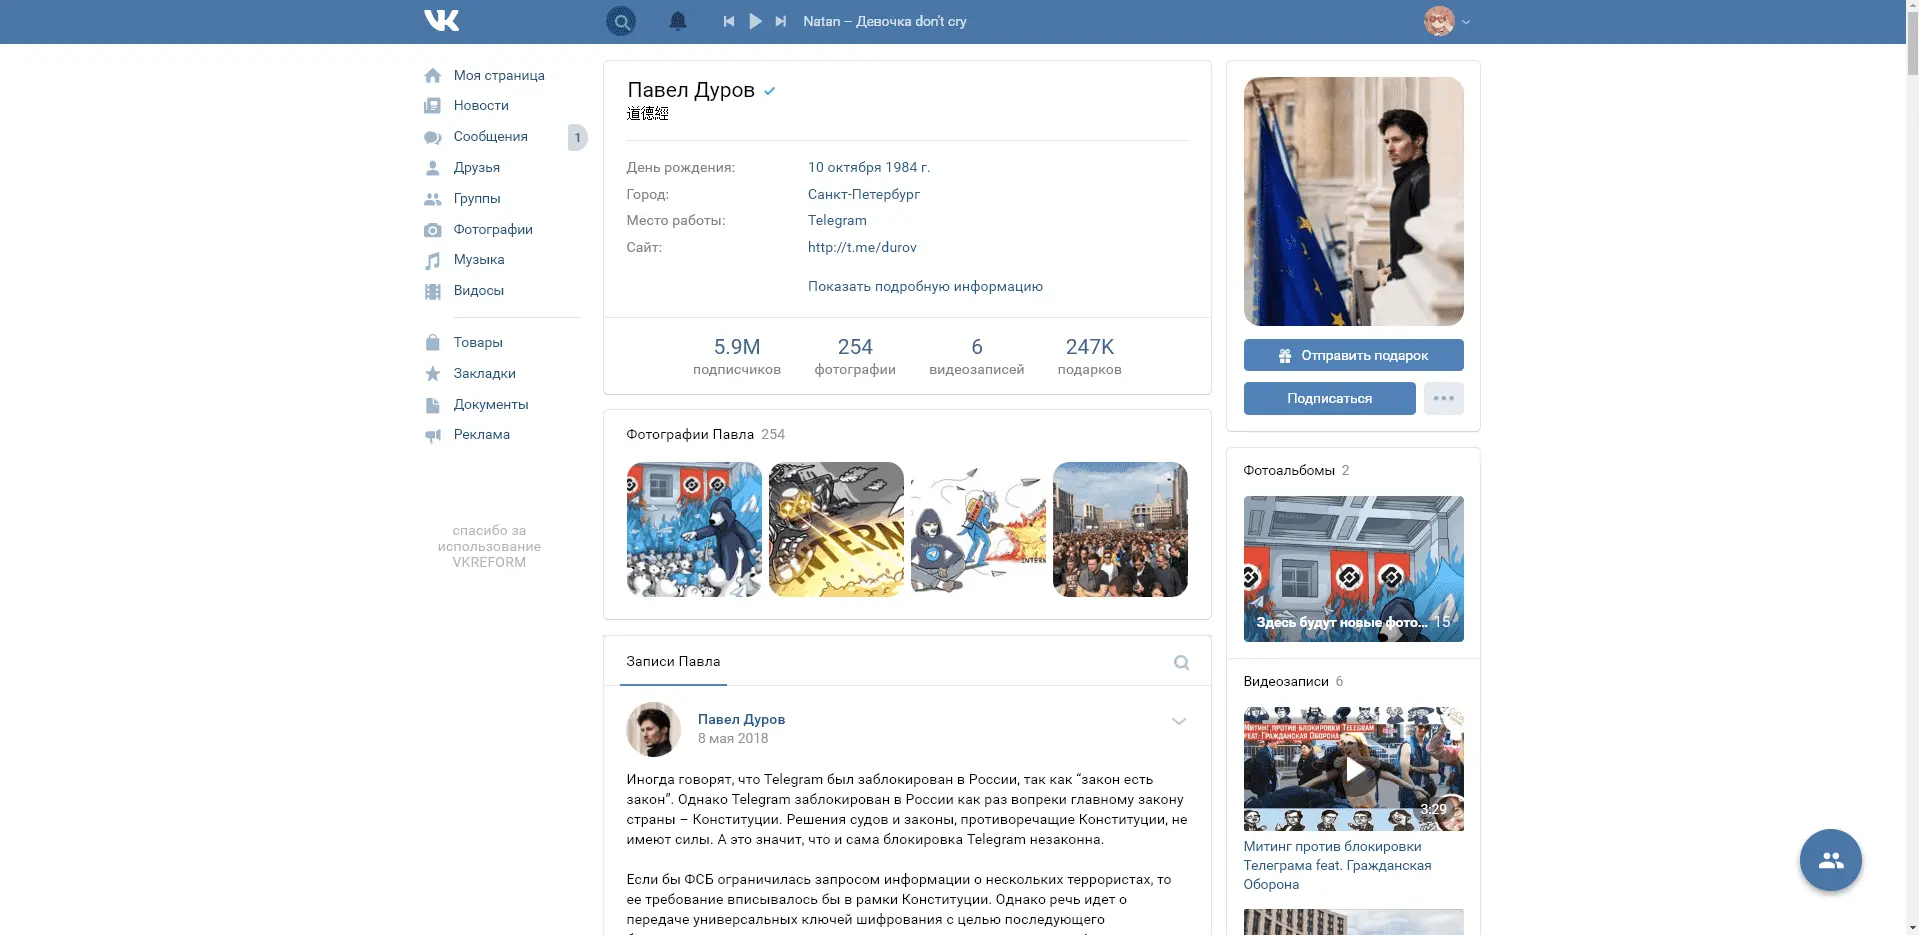 VK
Natan – Девочка don't cry
Моя страница
Новости
Сообщения
1
Друзья
Группы
Фотографии
Музыка
Видосы
Товары
Закладки
Документы
Реклама
спасибо за
использование
VKREFORM
Павел Дуров
道德經
День рождения:
10 октября 1984 г.
Город:
Санкт-Петербург
Место работы:
Telegram
Сайт:
http://t.me/durov
Показать подробную информацию
5.9M
подписчиков
254
фотографии
6
видеозаписей
247K
подарков
Фотографии Павла 254
INTERN
Telegram
INTERN
Записи Павла
Павел Дуров
8 мая 2018
Иногда говорят, что Telegram был заблокирован в России, так как “закон есть
закон”. Однако Telegram заблокирован в России как раз вопреки главному закону
страны – Конституции. Решения судов и законы, противоречащие Конституции, не
имеют силы. А это значит, что и сама блокировка Telegram незаконна.
Если бы ФСБ ограничилась запросом информации о нескольких террористах, то
ее требование вписывалось бы в рамки Конституции. Однако речь идет о
передаче универсальных ключей шифрования с целью последующего
Отправить подарок
Подписаться
Фотоальбомы 2
Здесь будут новые фото... 15
Видеозаписи 6
МИТИНГ ПРОТИВ БЛОКИРОВКИ TELEGRAM
FEAT. ГРАЖДАНСКАЯ ОБОРОНА
3:29
Митинг против блокировки
Телеграма feat. Гражданская
Оборона